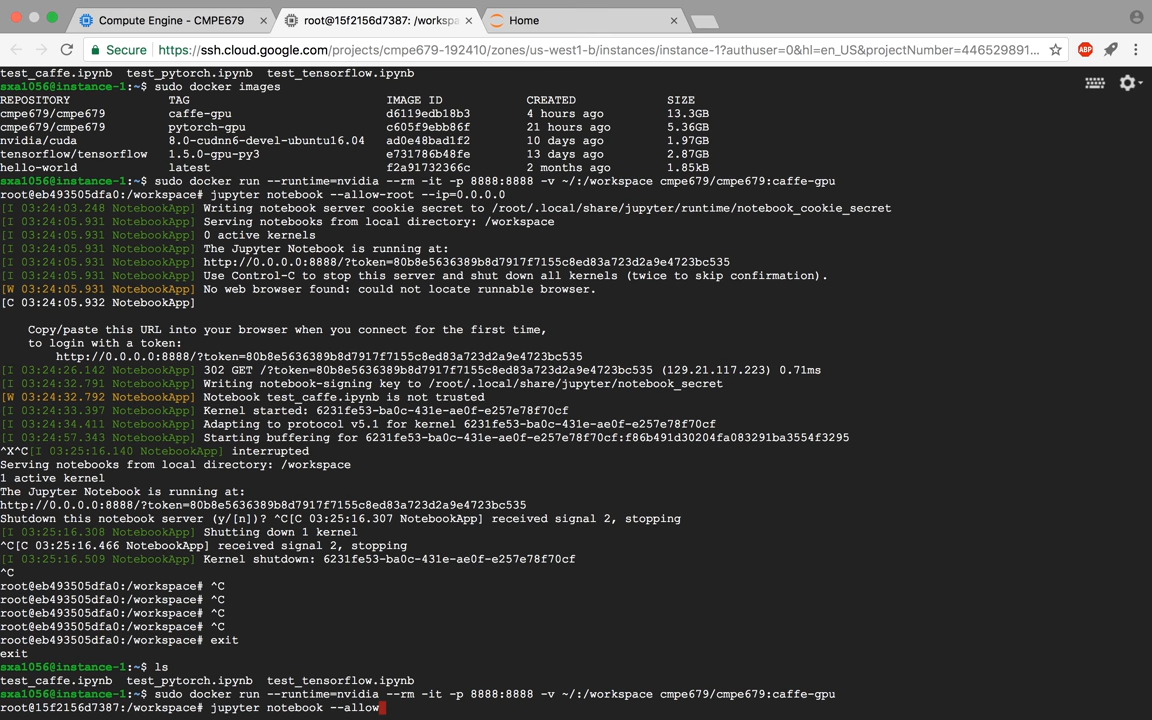 Compute Engine - CMPE679
root@15f2156d7387: /workspa
Home
Secure
https://ssh.cloud.google.com/projects/cmpe679-192410/zones/us-west1-b/instances/instance-1?authuser=0&hl=en_US&projectNumber=446529891...
test_caffe.ipynb  test_pytorch.ipynb  test_tensorflow.ipynb
sxa1056@instance-1:~$ sudo docker images
REPOSITORY TAG IMAGE ID CREATED SIZE
cmpe679/cmpe679 caffe-gpu d6119edb18b3 4 hours ago 13.3GB
cmpe679/cmpe679 pytorch-gpu c605f9ebb86f 21 hours ago 5.36GB
nvidia/cuda 8.0-cudnn6-devel-ubuntu16.04 ad0e48bad1f2 10 days ago 1.97GB
tensorflow/tensorflow 1.5.0-gpu-py3 e731786b48fe 13 days ago 2.87GB
hello-world latest f2a91732366c 2 months ago 1.85kB
sxa1056@instance-1:~$ sudo docker run --runtime=nvidia --rm -it -p 8888:8888 -v ~/:/workspace cmpe679/cmpe679:caffe-gpu
root@eb493505dfa0:/workspace# jupyter notebook --allow-root --ip=0.0.0.0
[I 03:24:03.248 NotebookApp] Writing notebook server cookie secret to /root/.local/share/jupyter/runtime/notebook_cookie_secret
[I 03:24:05.931 NotebookApp] Serving notebooks from local directory: /workspace
[I 03:24:05.931 NotebookApp] 0 active kernels
[I 03:24:05.931 NotebookApp] The Jupyter Notebook is running at:
[I 03:24:05.931 NotebookApp] http://0.0.0.0:8888/?token=80b8e5636389b8d7917f7155c8ed83a723d2a9e4723bc535
[I 03:24:05.931 NotebookApp] Use Control-C to stop this server and shut down all kernels (twice to skip confirmation).
[W 03:24:05.931 NotebookApp] No web browser found: could not locate runnable browser.
[C 03:24:05.932 NotebookApp]
Copy/paste this URL into your browser when you connect for the first time,
to login with a token:
http://0.0.0.0:8888/?token=80b8e5636389b8d7917f7155c8ed83a723d2a9e4723bc535
[I 03:24:26.142 NotebookApp] 302 GET /?token=80b8e5636389b8d7917f7155c8ed83a723d2a9e4723bc535 (129.21.117.223) 0.71ms
[I 03:24:32.791 NotebookApp] Writing notebook-signing key to /root/.local/share/jupyter/notebook_secret
[W 03:24:32.792 NotebookApp] Notebook test_caffe.ipynb is not trusted
[I 03:24:33.397 NotebookApp] Kernel started: 6231fe53-ba0c-431e-ae0f-e257e78f70cf
[I 03:24:34.411 NotebookApp] Adapting to protocol v5.1 for kernel 6231fe53-ba0c-431e-ae0f-e257e78f70cf
[I 03:24:57.343 NotebookApp] Starting buffering for 6231fe53-ba0c-431e-ae0f-e257e78f70cf:f86b491d30204fa083291ba3554f3295
^X^C[I 03:25:16.140 NotebookApp] interrupted
Serving notebooks from local directory: /workspace
1 active kernel
The Jupyter Notebook is running at:
http://0.0.0.0:8888/?token=80b8e5636389b8d7917f7155c8ed83a723d2a9e4723bc535
Shutdown this notebook server (y/[n])? ^C[C 03:25:16.307 NotebookApp] received signal 2, stopping
[I 03:25:16.308 NotebookApp] Shutting down 1 kernel
^C[C 03:25:16.466 NotebookApp] received signal 2, stopping
[I 03:25:16.509 NotebookApp] Kernel shutdown: 6231fe53-ba0c-431e-ae0f-e257e78f70cf
^C
root@eb493505dfa0:/workspace# ^C
root@eb493505dfa0:/workspace# ^C
root@eb493505dfa0:/workspace# ^C
root@eb493505dfa0:/workspace# ^C
root@eb493505dfa0:/workspace# exit
exit
sxa1056@instance-1:~$ ls
test_caffe.ipynb  test_pytorch.ipynb  test_tensorflow.ipynb
sxa1056@instance-1:~$ sudo docker run --runtime=nvidia --rm -it -p 8888:8888 -v ~/:/workspace cmpe679/cmpe679:caffe-gpu
root@15f2156d7387:/workspace# jupyter notebook --allow